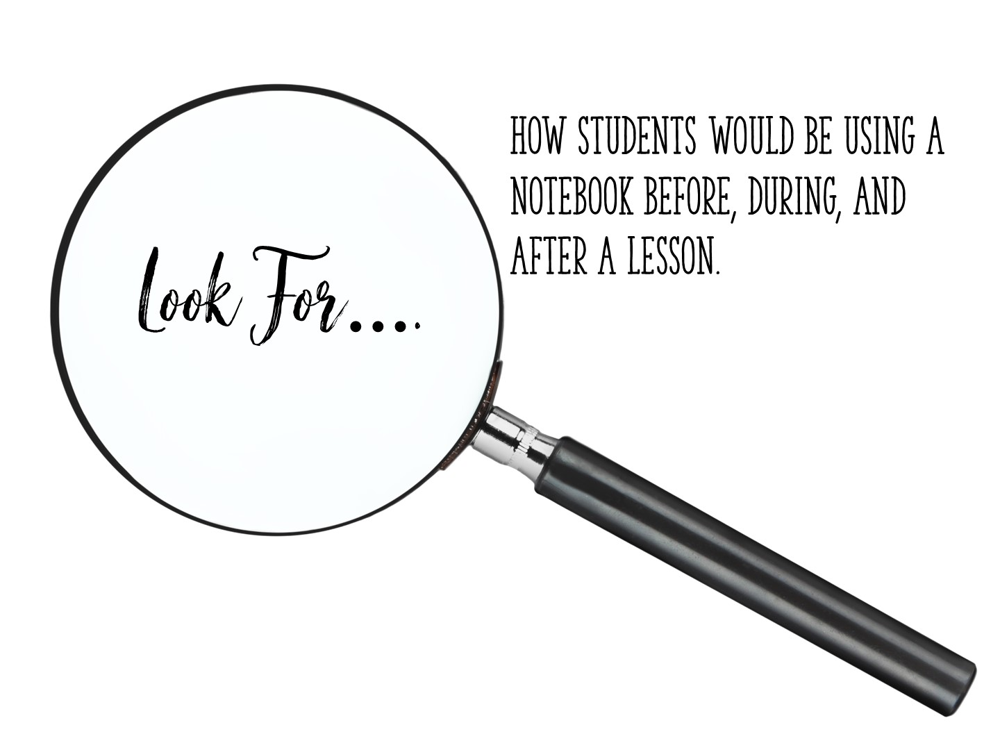 Look For....
HOW STUDENTS WOULD BE USING A
NOTEBOOK BEFORE, DURING, AND
AFTER A LESSON.